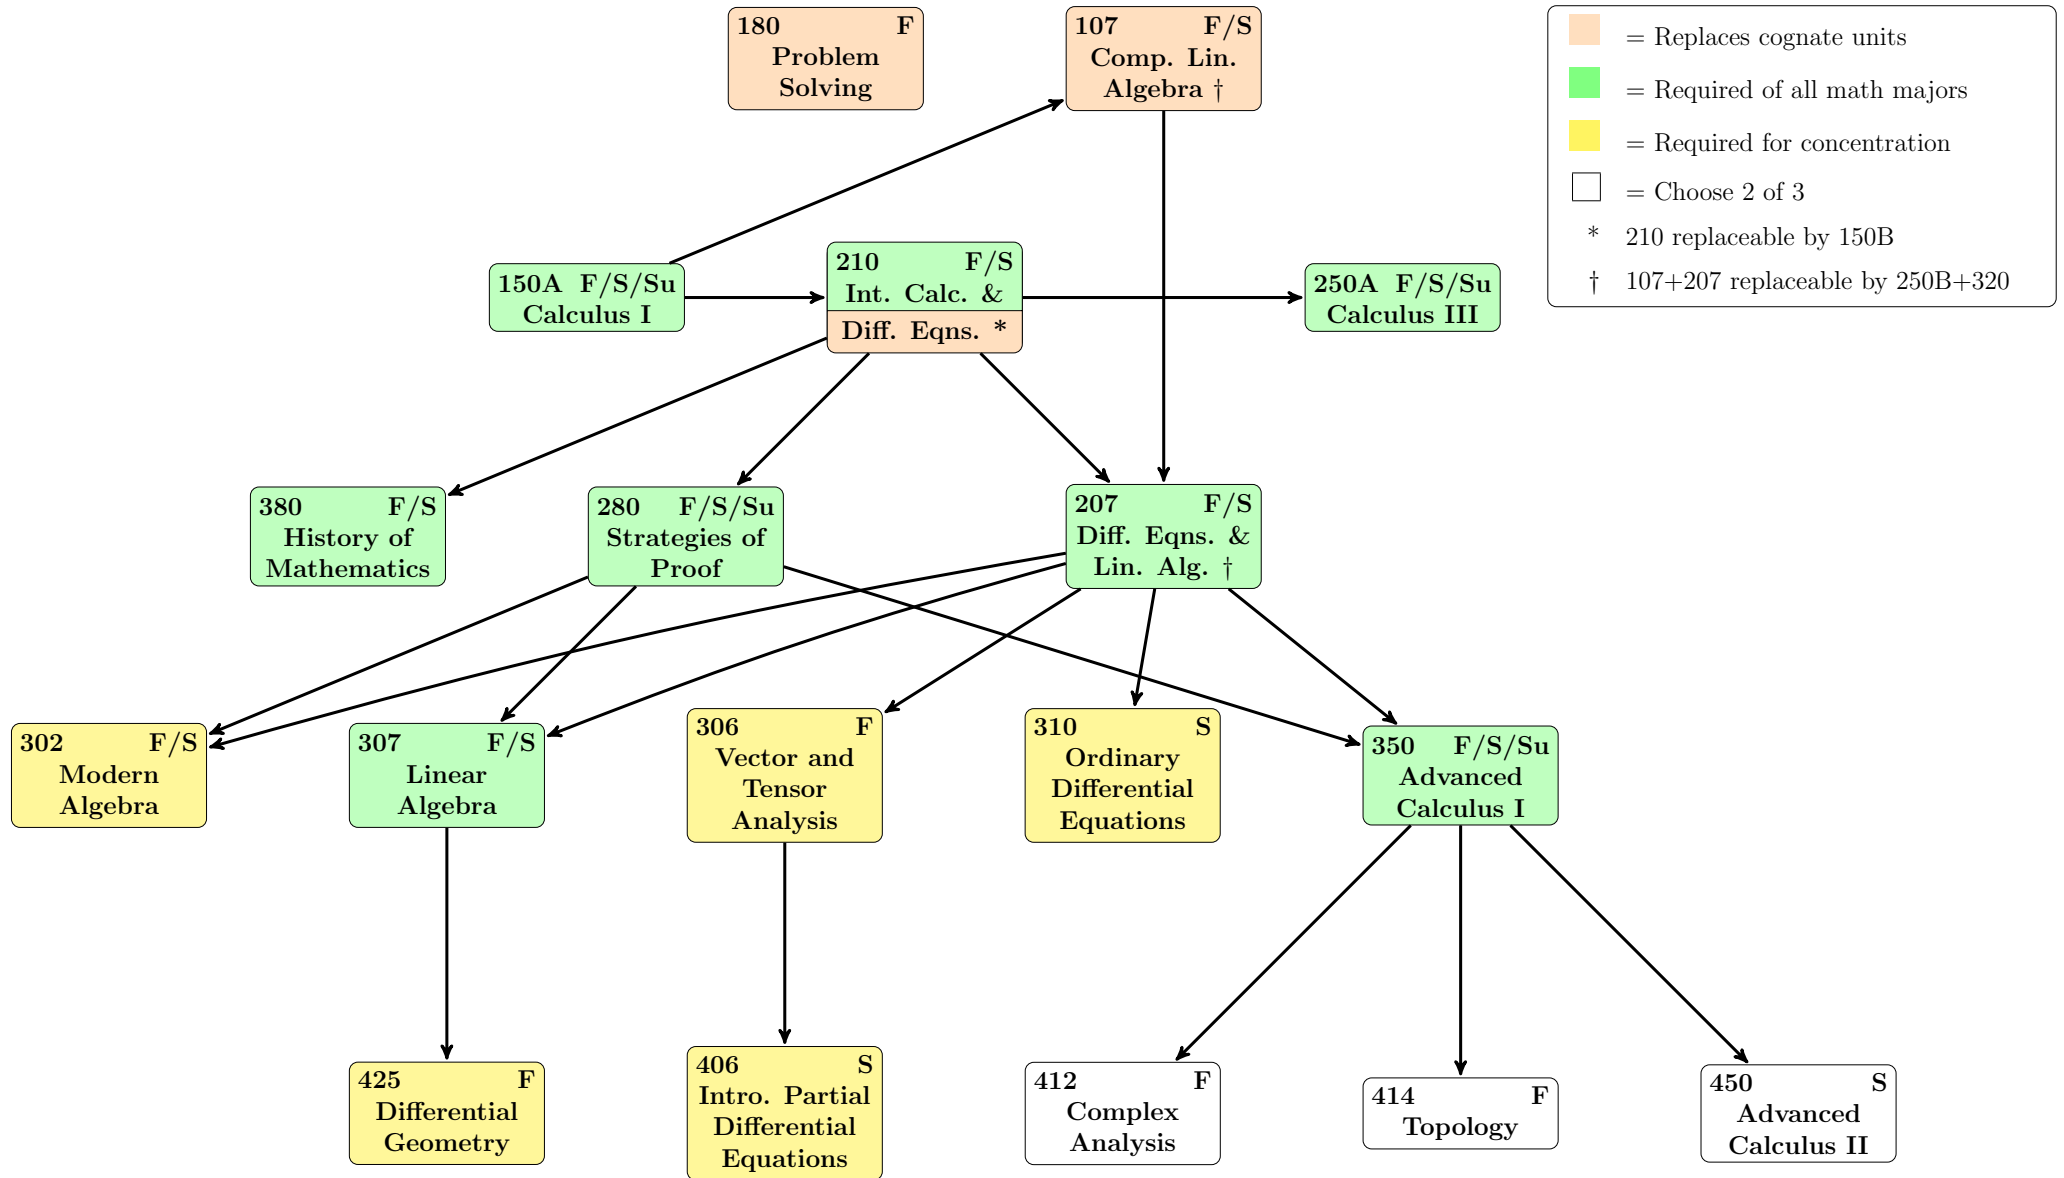 180 F
Problem
Solving
107 F/S
Comp. Lin.
Algebra †
= Replaces cognate units
= Required of all math majors
= Required for concentration
= Choose 2 of 3
* 210 replaceable by 150B
† 107+207 replaceable by 250B+320
150A F/S/Su
Calculus I
210 F/S
Int. Calc. &
Diff. Eqns. *
250A F/S/Su
Calculus III
380 F/S
History of
Mathematics
280 F/S/Su
Strategies of
Proof
207 F/S
Diff. Eqns. &
Lin. Alg. †
302 F/S
Modern
Algebra
307 F/S
Linear
Algebra
306 F
Vector and
Tensor
Analysis
310 S
Ordinary
Differential
Equations
350 F/S/Su
Advanced
Calculus I
425 F
Differential
Geometry
406 S
Intro. Partial
Differential
Equations
412 F
Complex
Analysis
414 F
Topology
450 S
Advanced
Calculus II